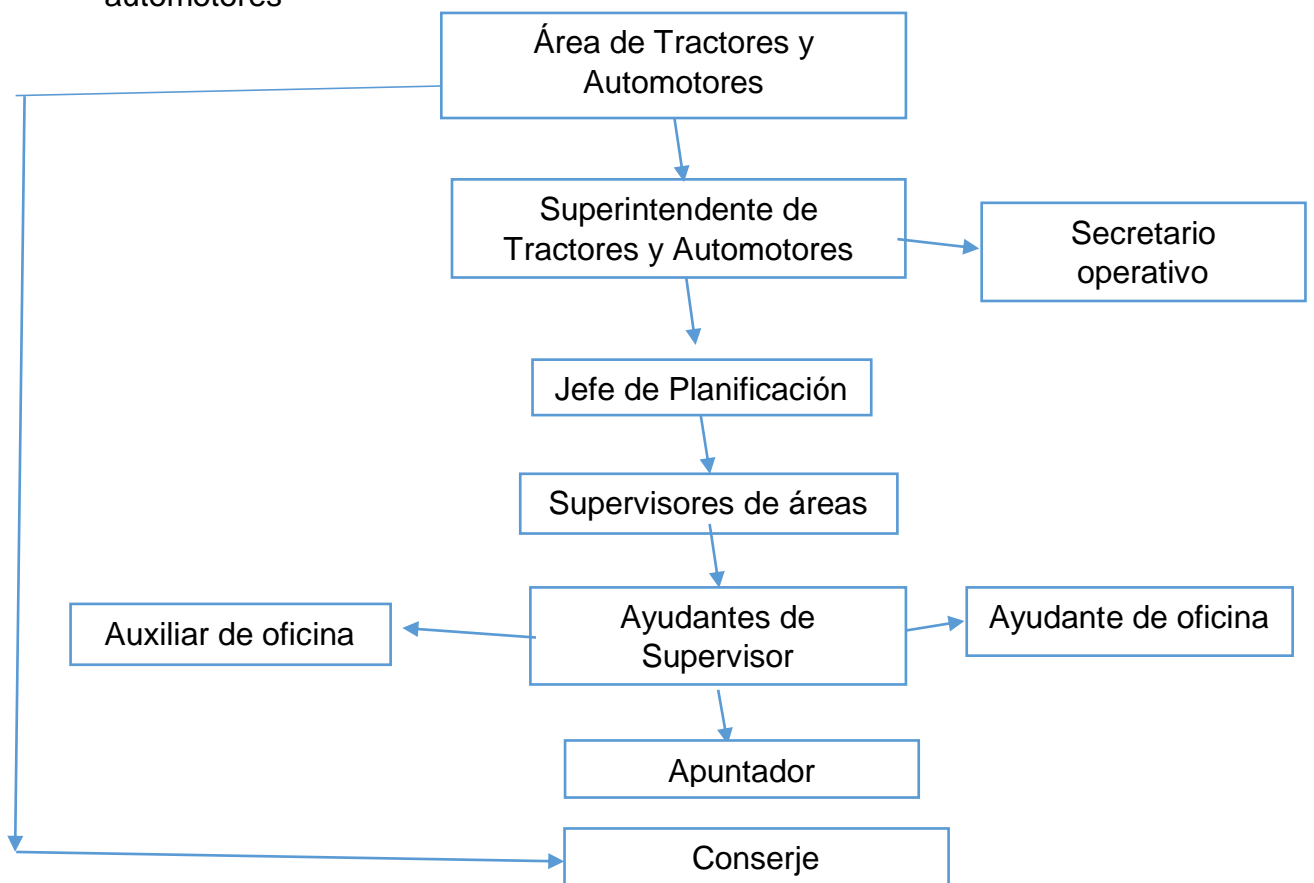 automotores
Área de Tractores y
Automotores
Superintendente de
Tractores y Automotores
Secretario
operativo
Jefe de Planificación
Supervisores de áreas
Auxiliar de oficina
Ayudantes de
Supervisor
Ayudante de oficina
Apuntador
Conserje